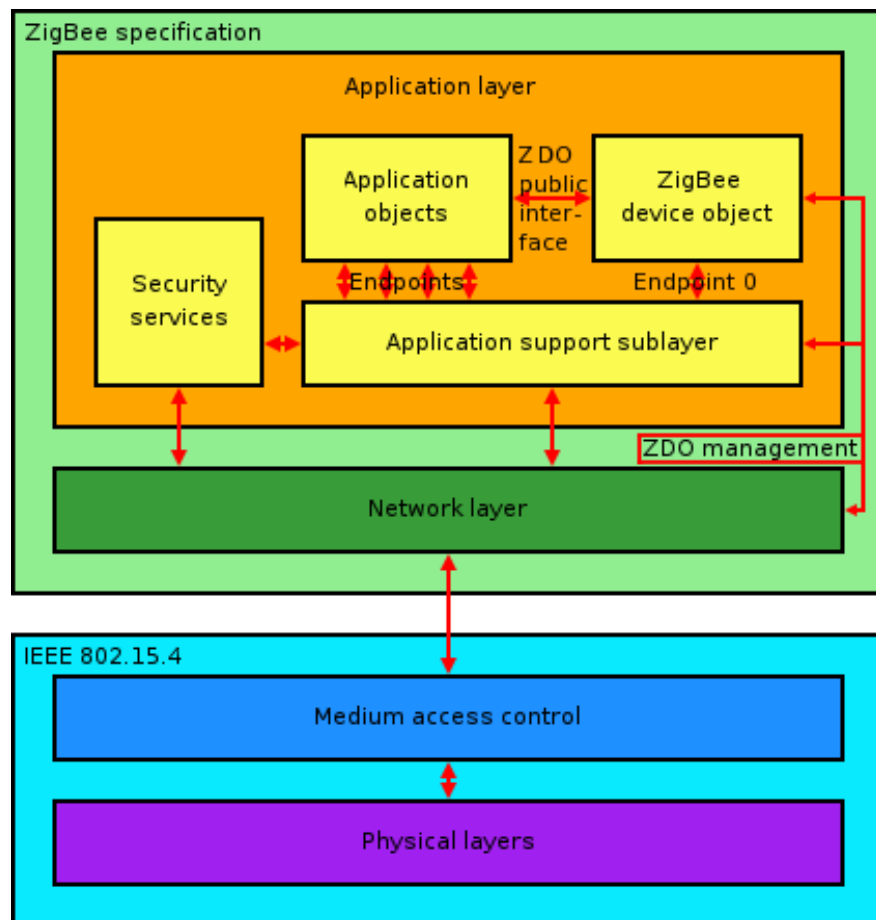 ZigBee specification
Application layer
Application
objects
ZDO
public
inter-
face
ZigBee
device object
Security
services
Endpoints
Endpoint 0
Application support sublayer
ZDO management
Network layer
IEEE 802.15.4
Medium access control
Physical layers